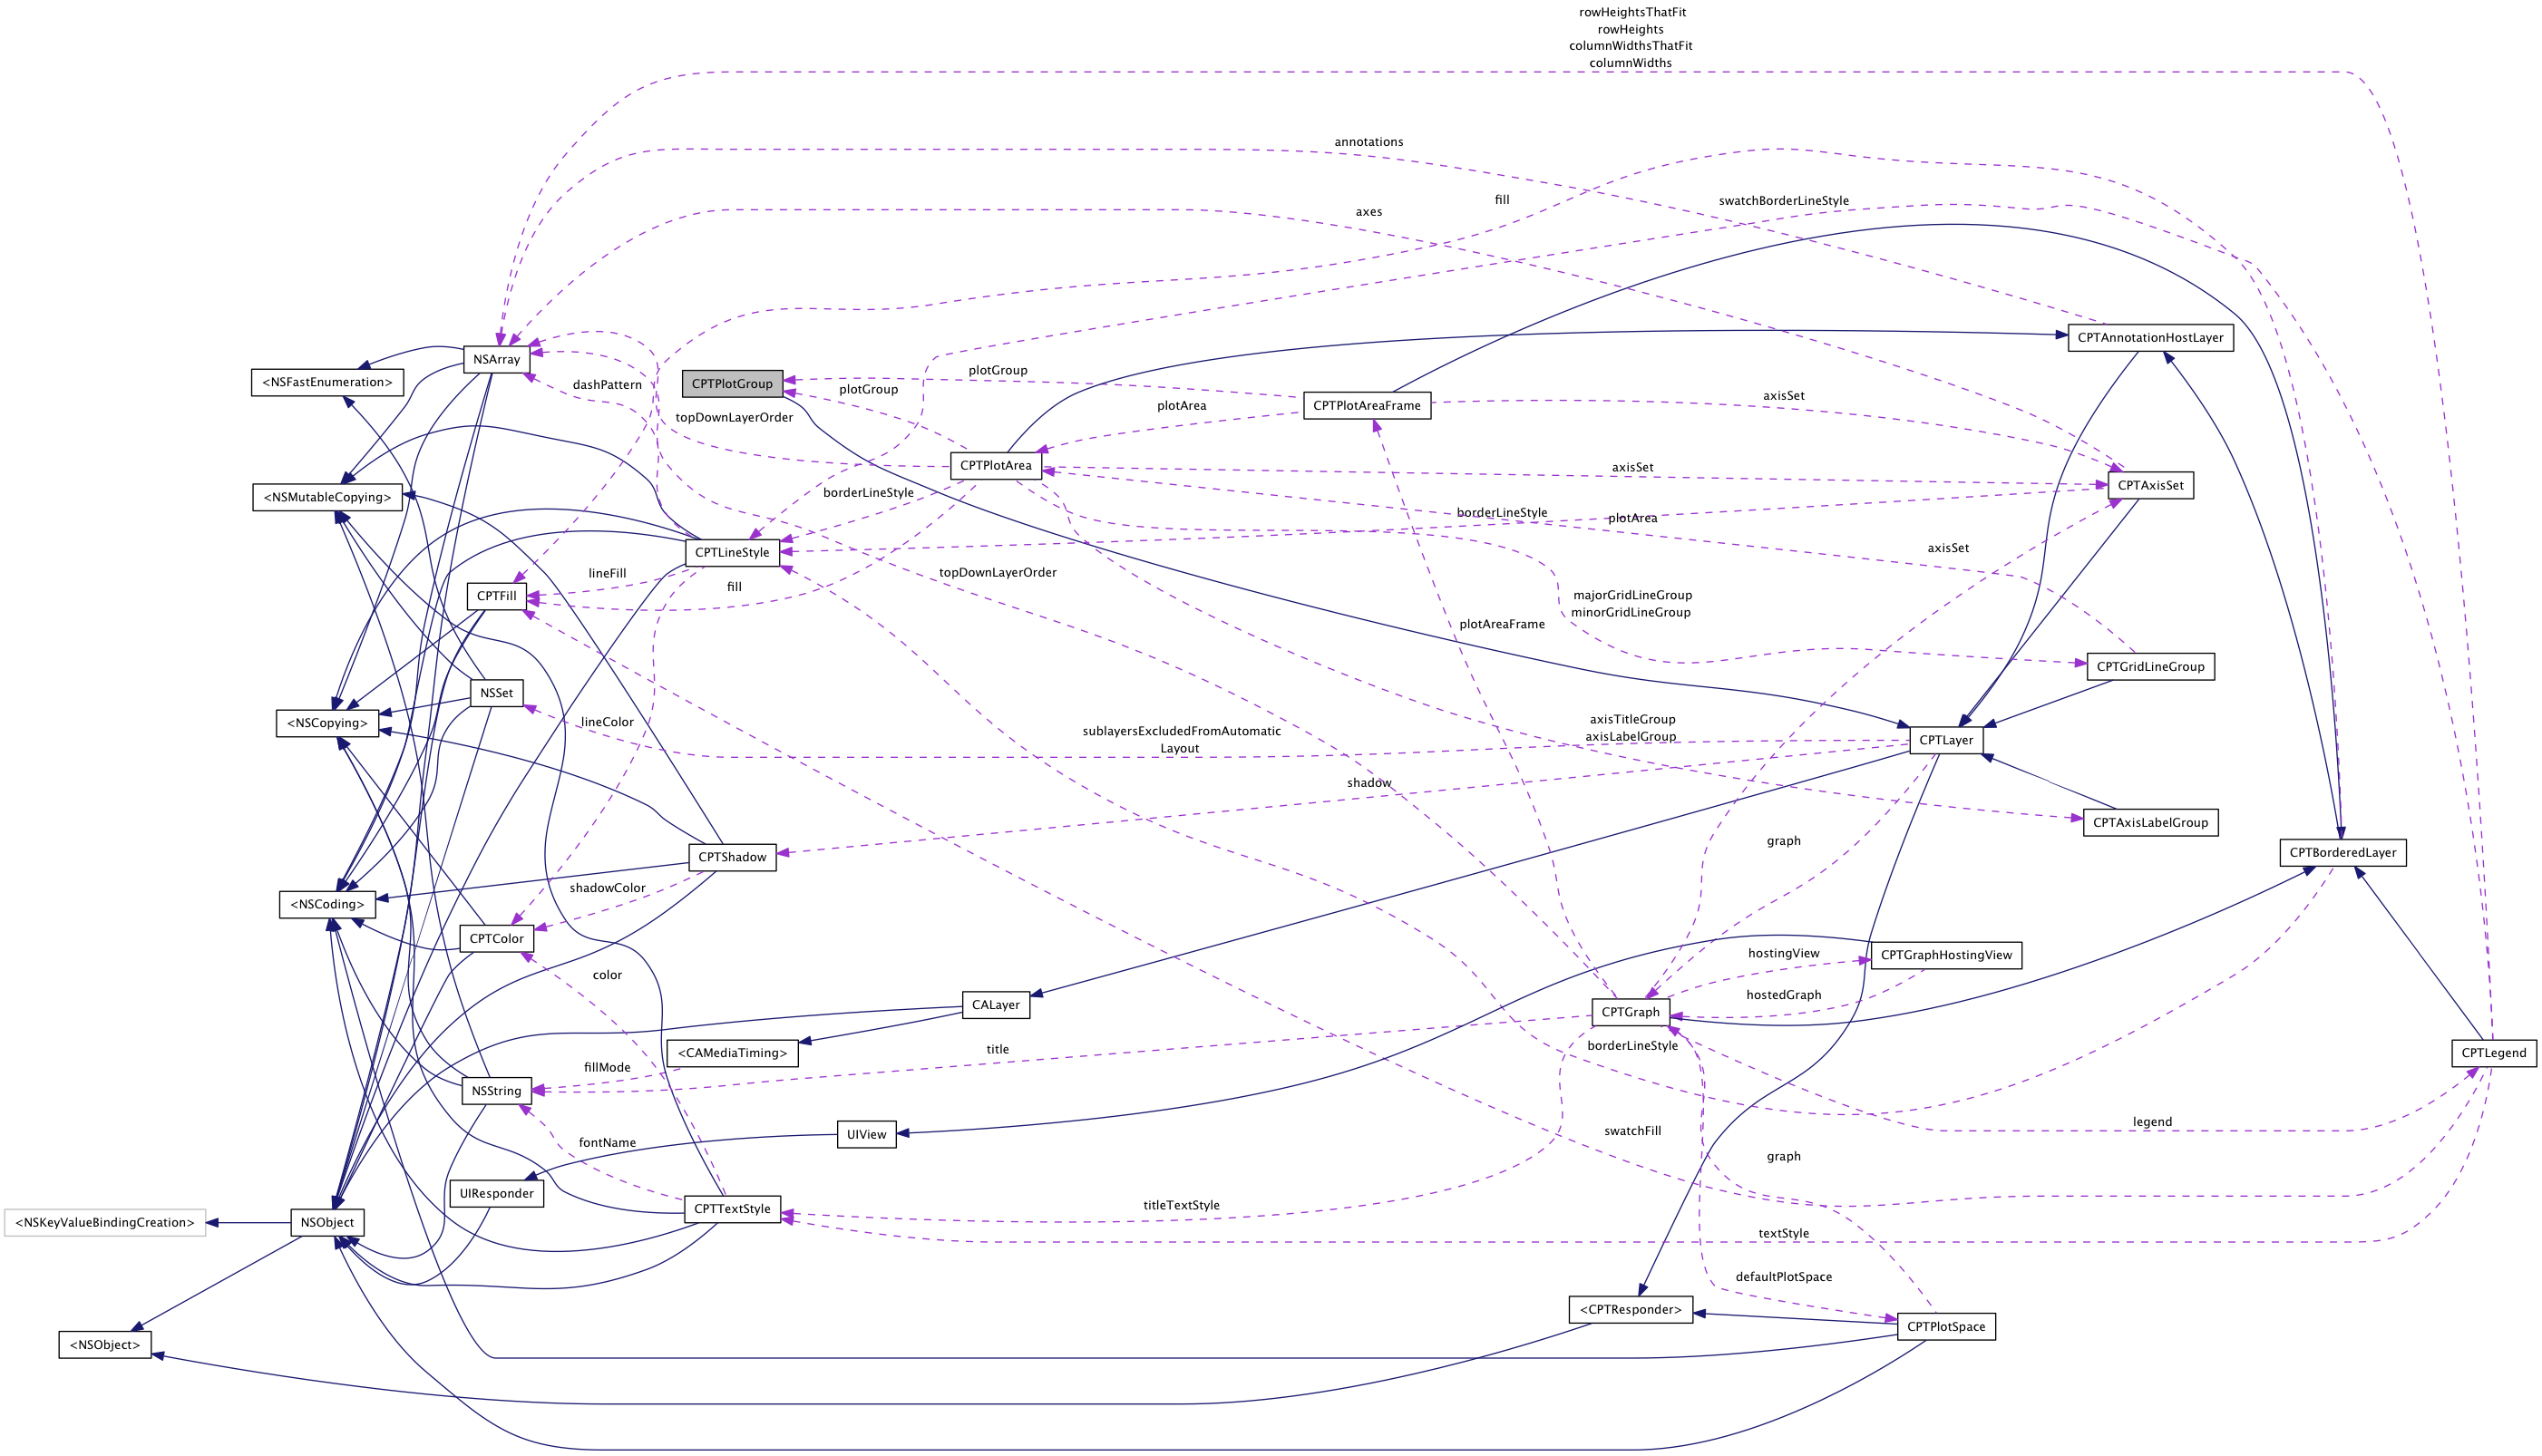 rowHeightsThatFit
rowHeights
columnWidthsThatFit
columnWidths
annotations
fill
swatchBorderLineStyle
axes
CPTAnnotationHostLayer
NSArray
<NSFastEnumeration>
dashPattern
CPTPlotGroup
plotGroup
plotGroup
CPTPlotAreaFrame
axisSet
plotArea
topDownLayerOrder
CPTPlotArea
axisSet
CPTAxisSet
<NSMutableCopying>
borderLineStyle
borderLineStyle
plotArea
CPTLineStyle
axisSet
lineFill
fill
topDownLayerOrder
CPTFill
majorGridLineGroup
minorGridLineGroup
plotAreaFrame
CPTGridLineGroup
NSSet
<NSCopying>
lineColor
sublayersExcludedFromAutomatic
Layout
axisTitleGroup
axisLabelGroup
CPTLayer
shadow
CPTAxisLabelGroup
graph
CPTBorderedLayer
CPTShadow
shadowColor
<NSCoding>
CPTColor
color
hostingView
CPTGraphHostingView
hostedGraph
CALayer
CPTGraph
title
borderLineStyle
<CAMediaTiming>
CPTLegend
fillMode
NSString
fontName
UIView
swatchFill
legend
graph
UIResponder
titleTextStyle
CPTTextStyle
<NSKeyValueBindingCreation>
NSObject
textStyle
defaultPlotSpace
<CPTResponder>
CPTPlotSpace
<NSObject>